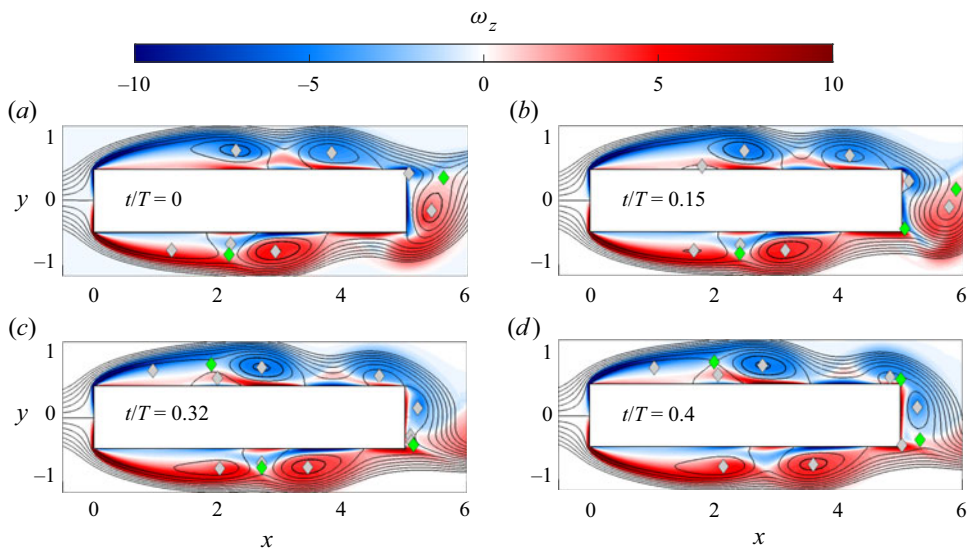 ω_z
–10 –5 0 5 10
(a) (b)
1 1
y 0 t/T = 0 0 t/T = 0.15
–1 –1
0 2 4 6 0 2 4 6
(c) (d)
1 1
y 0 t/T = 0.32 0 t/T = 0.4
–1 –1
0 2 4 6 0 2 4 6
x x